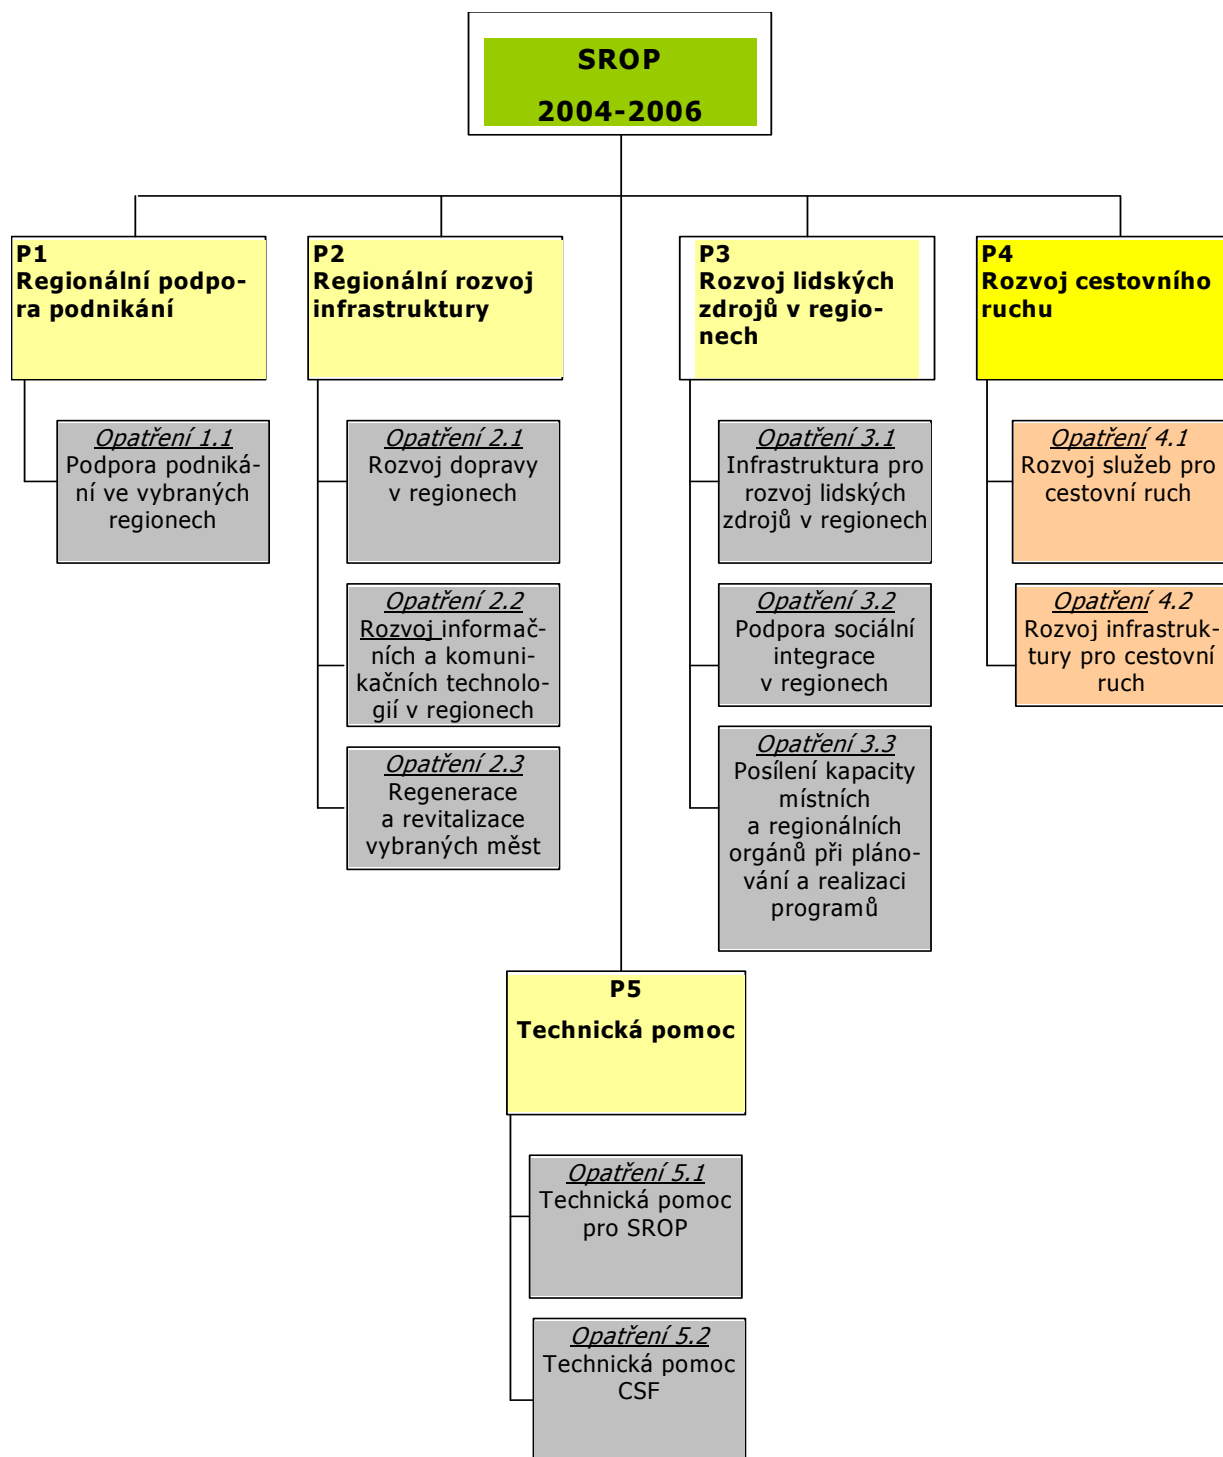 SROP
2004-2006
P1
Regionální podpo-
ra podnikání
P2
Regionální rozvoj
infrastruktury
P3
Rozvoj lidských
zdrojů v regio-
nech
P4
Rozvoj cestovního
ruchu
Opatření 1.1
Podpora podniká-
ní ve vybraných
regionech
Opatření 2.1
Rozvoj dopravy
v regionech
Opatření 3.1
Infrastruktura pro
rozvoj lidských
zdrojů v regionech
Opatření 4.1
Rozvoj služeb pro
cestovní ruch
Opatření 2.2
Rozvoj informač-
ních a komuni-
kačních technolo-
gií v regionech
Opatření 3.2
Podpora sociální
integrace
v regionech
Opatření 4.2
Rozvoj infrastruk-
tury pro cestovní
ruch
Opatření 2.3
Regenerace
a revitalizace
vybraných měst
Opatření 3.3
Posílení kapacity
místních
a regionálních
orgánů při pláno-
vání a realizaci
programů
P5
Technická pomoc
Opatření 5.1
Technická pomoc
pro SROP
Opatření 5.2
Technická pomoc
CSF